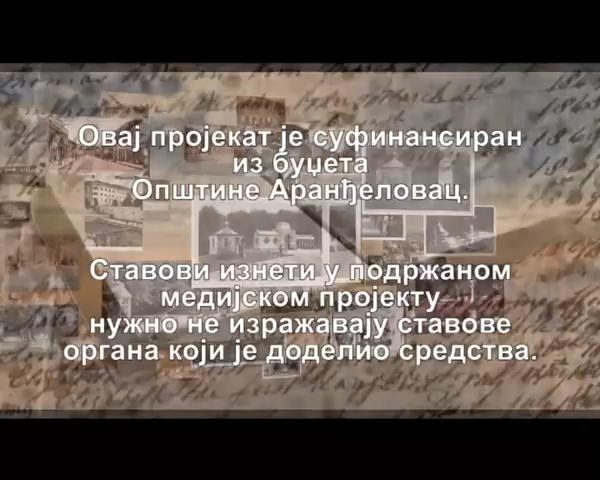 Овај пројекат је суфинансиран
из буџета
Општине Аранђеловац.
Ставови изнети у подржаном
медијском пројекту
нужно не изражавају ставове
органа који је доделио средства.